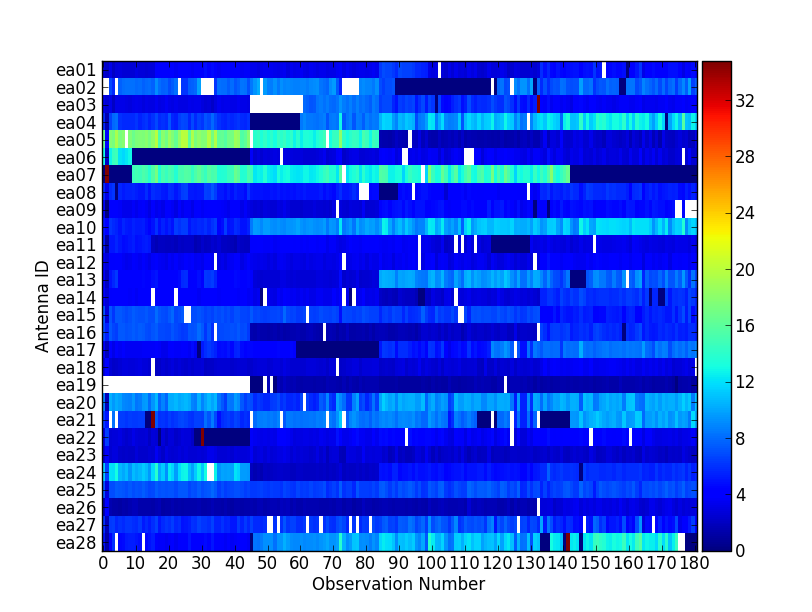 ea01
ea02
ea03
ea04
ea05
ea06
ea07
ea08
ea09
ea10
ea11
ea12
ea13
ea14
ea15
ea16
ea17
ea18
ea19
ea20
ea21
ea22
ea23
ea24
ea25
ea26
ea27
ea28
Antenna ID
0 10 20 30 40 50 60 70 80 90 100 110 120 130 140 150 160 170 180
Observation Number
32
28
24
20
16
12
8
4
0